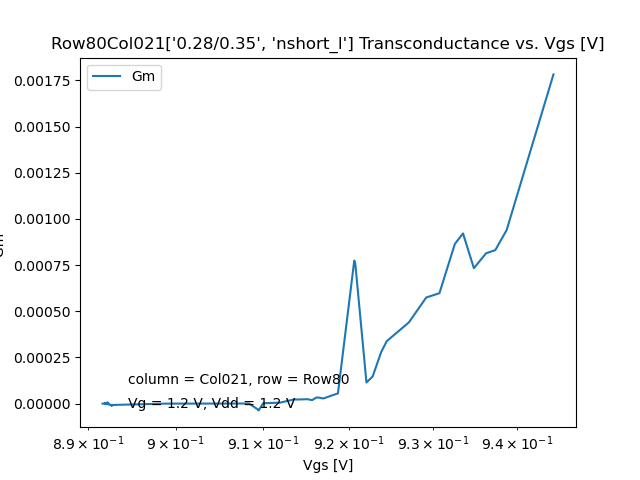 Row80Col021['0.28/0.35', 'nshort_l'] Transconductance vs. Vgs [V]
Gm
0.00175
0.00150
0.00125
0.00100
0.00075
0.00050
0.00025
0.00000
Gm
column = Col021, row = Row80
Vg = 1.2 V, Vdd = 1.2 V
8.9 × 10⁻¹ 9 × 10⁻¹ 9.1 × 10⁻¹ 9.2 × 10⁻¹ 9.3 × 10⁻¹ 9.4 × 10⁻¹
Vgs [V]